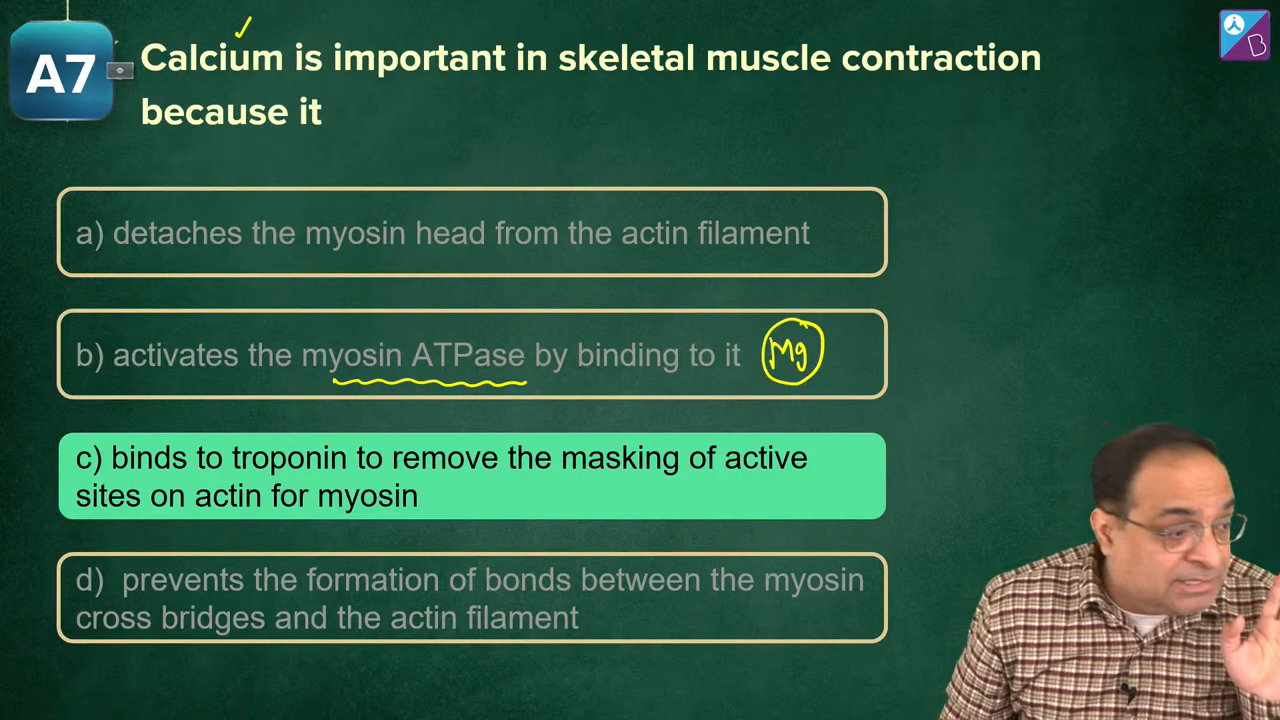 A7
Calcium is important in skeletal muscle contraction
because it
a) detaches the myosin head from the actin filament
b) activates the myosin ATPase by binding to it Mg
c) binds to troponin to remove the masking of active
sites on actin for myosin
d) prevents the formation of bonds between the myosin
cross bridges and the actin filament
B